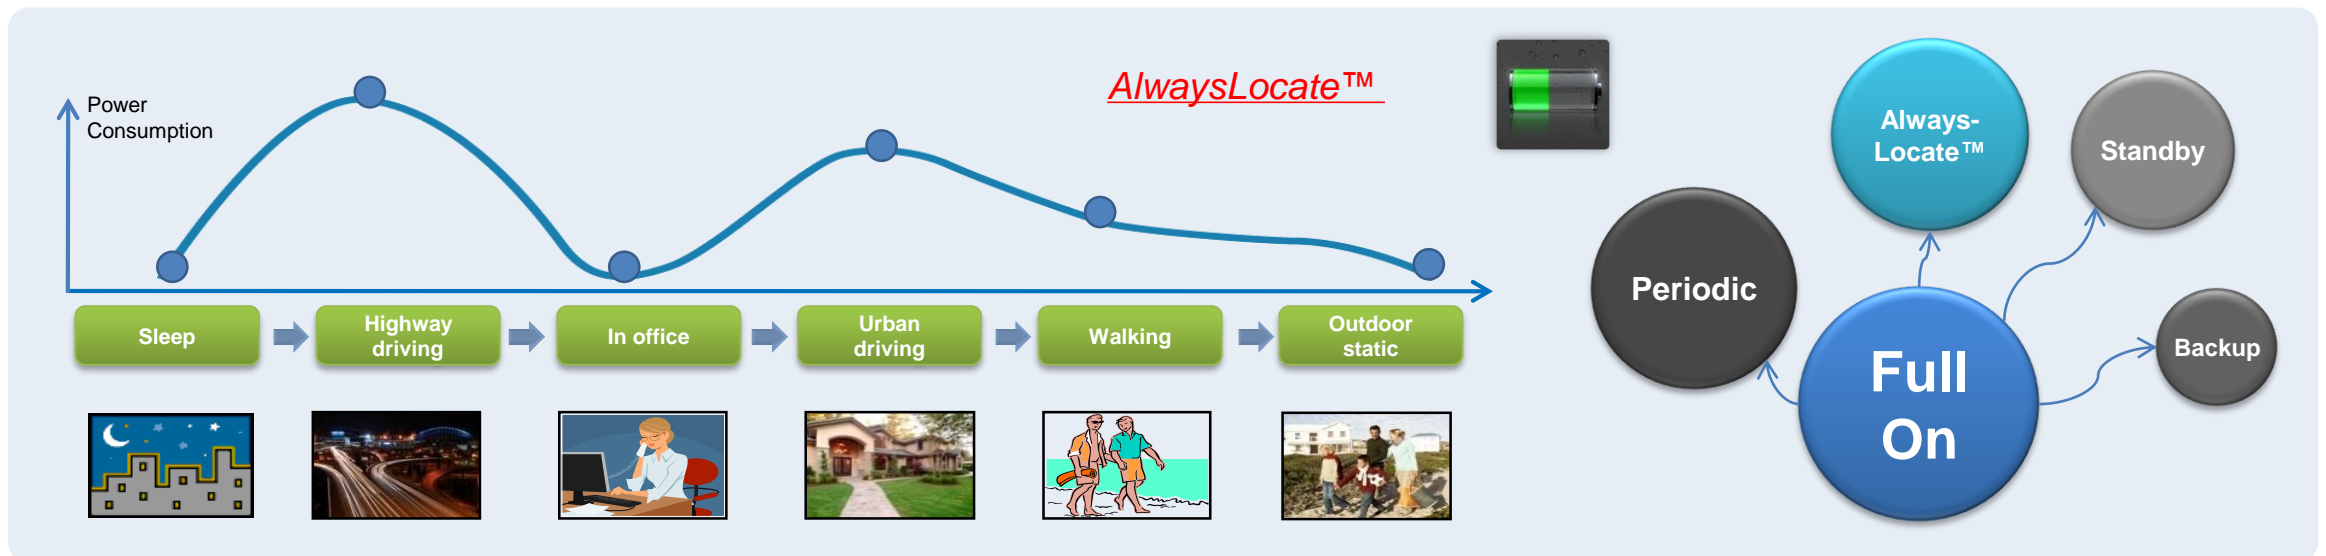 Power
Consumption
AlwaysLocate™
Sleep
Highway
driving
In office
Urban
driving
Walking
Outdoor
static
Always-
Locate™
Standby
Periodic
Backup
Full
On